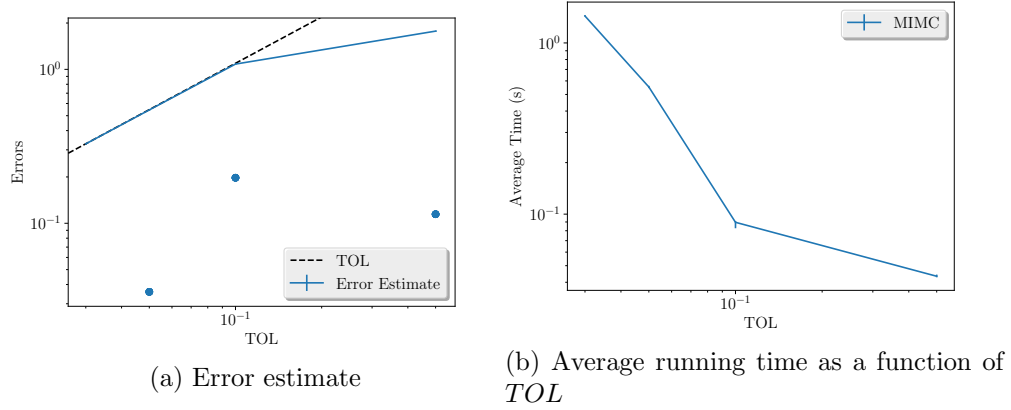 10^0
10^-1
Errors
10^-1
TOL
TOL
Error Estimate
(a) Error estimate
10^0
10^-1
Average Time (s)
MIMC
10^-1
TOL
(b) Average running time as a function of
TOL